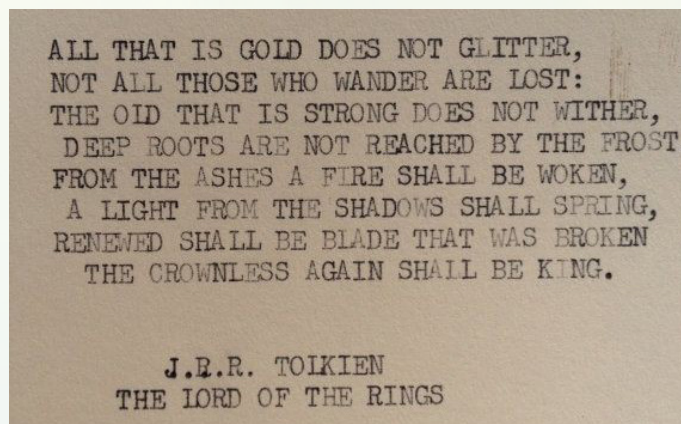 ALL THAT IS GOLD DOES NOT GLITTER,
NOT ALL THOSE WHO WANDER ARE LOST:
THE OLD THAT IS STRONG DOES NOT WITHER,
DEEP ROOTS ARE NOT REACHED BY THE FROST
FROM THE ASHES A FIRE SHALL BE WOKEN,
A LIGHT FROM THE SHADOWS SHALL SPRING,
RENEWED SHALL BE BLADE THAT WAS BROKEN
THE CROWNLESS AGAIN SHALL BE KING.
J.R.R. TOLKIEN
THE LORD OF THE RINGS